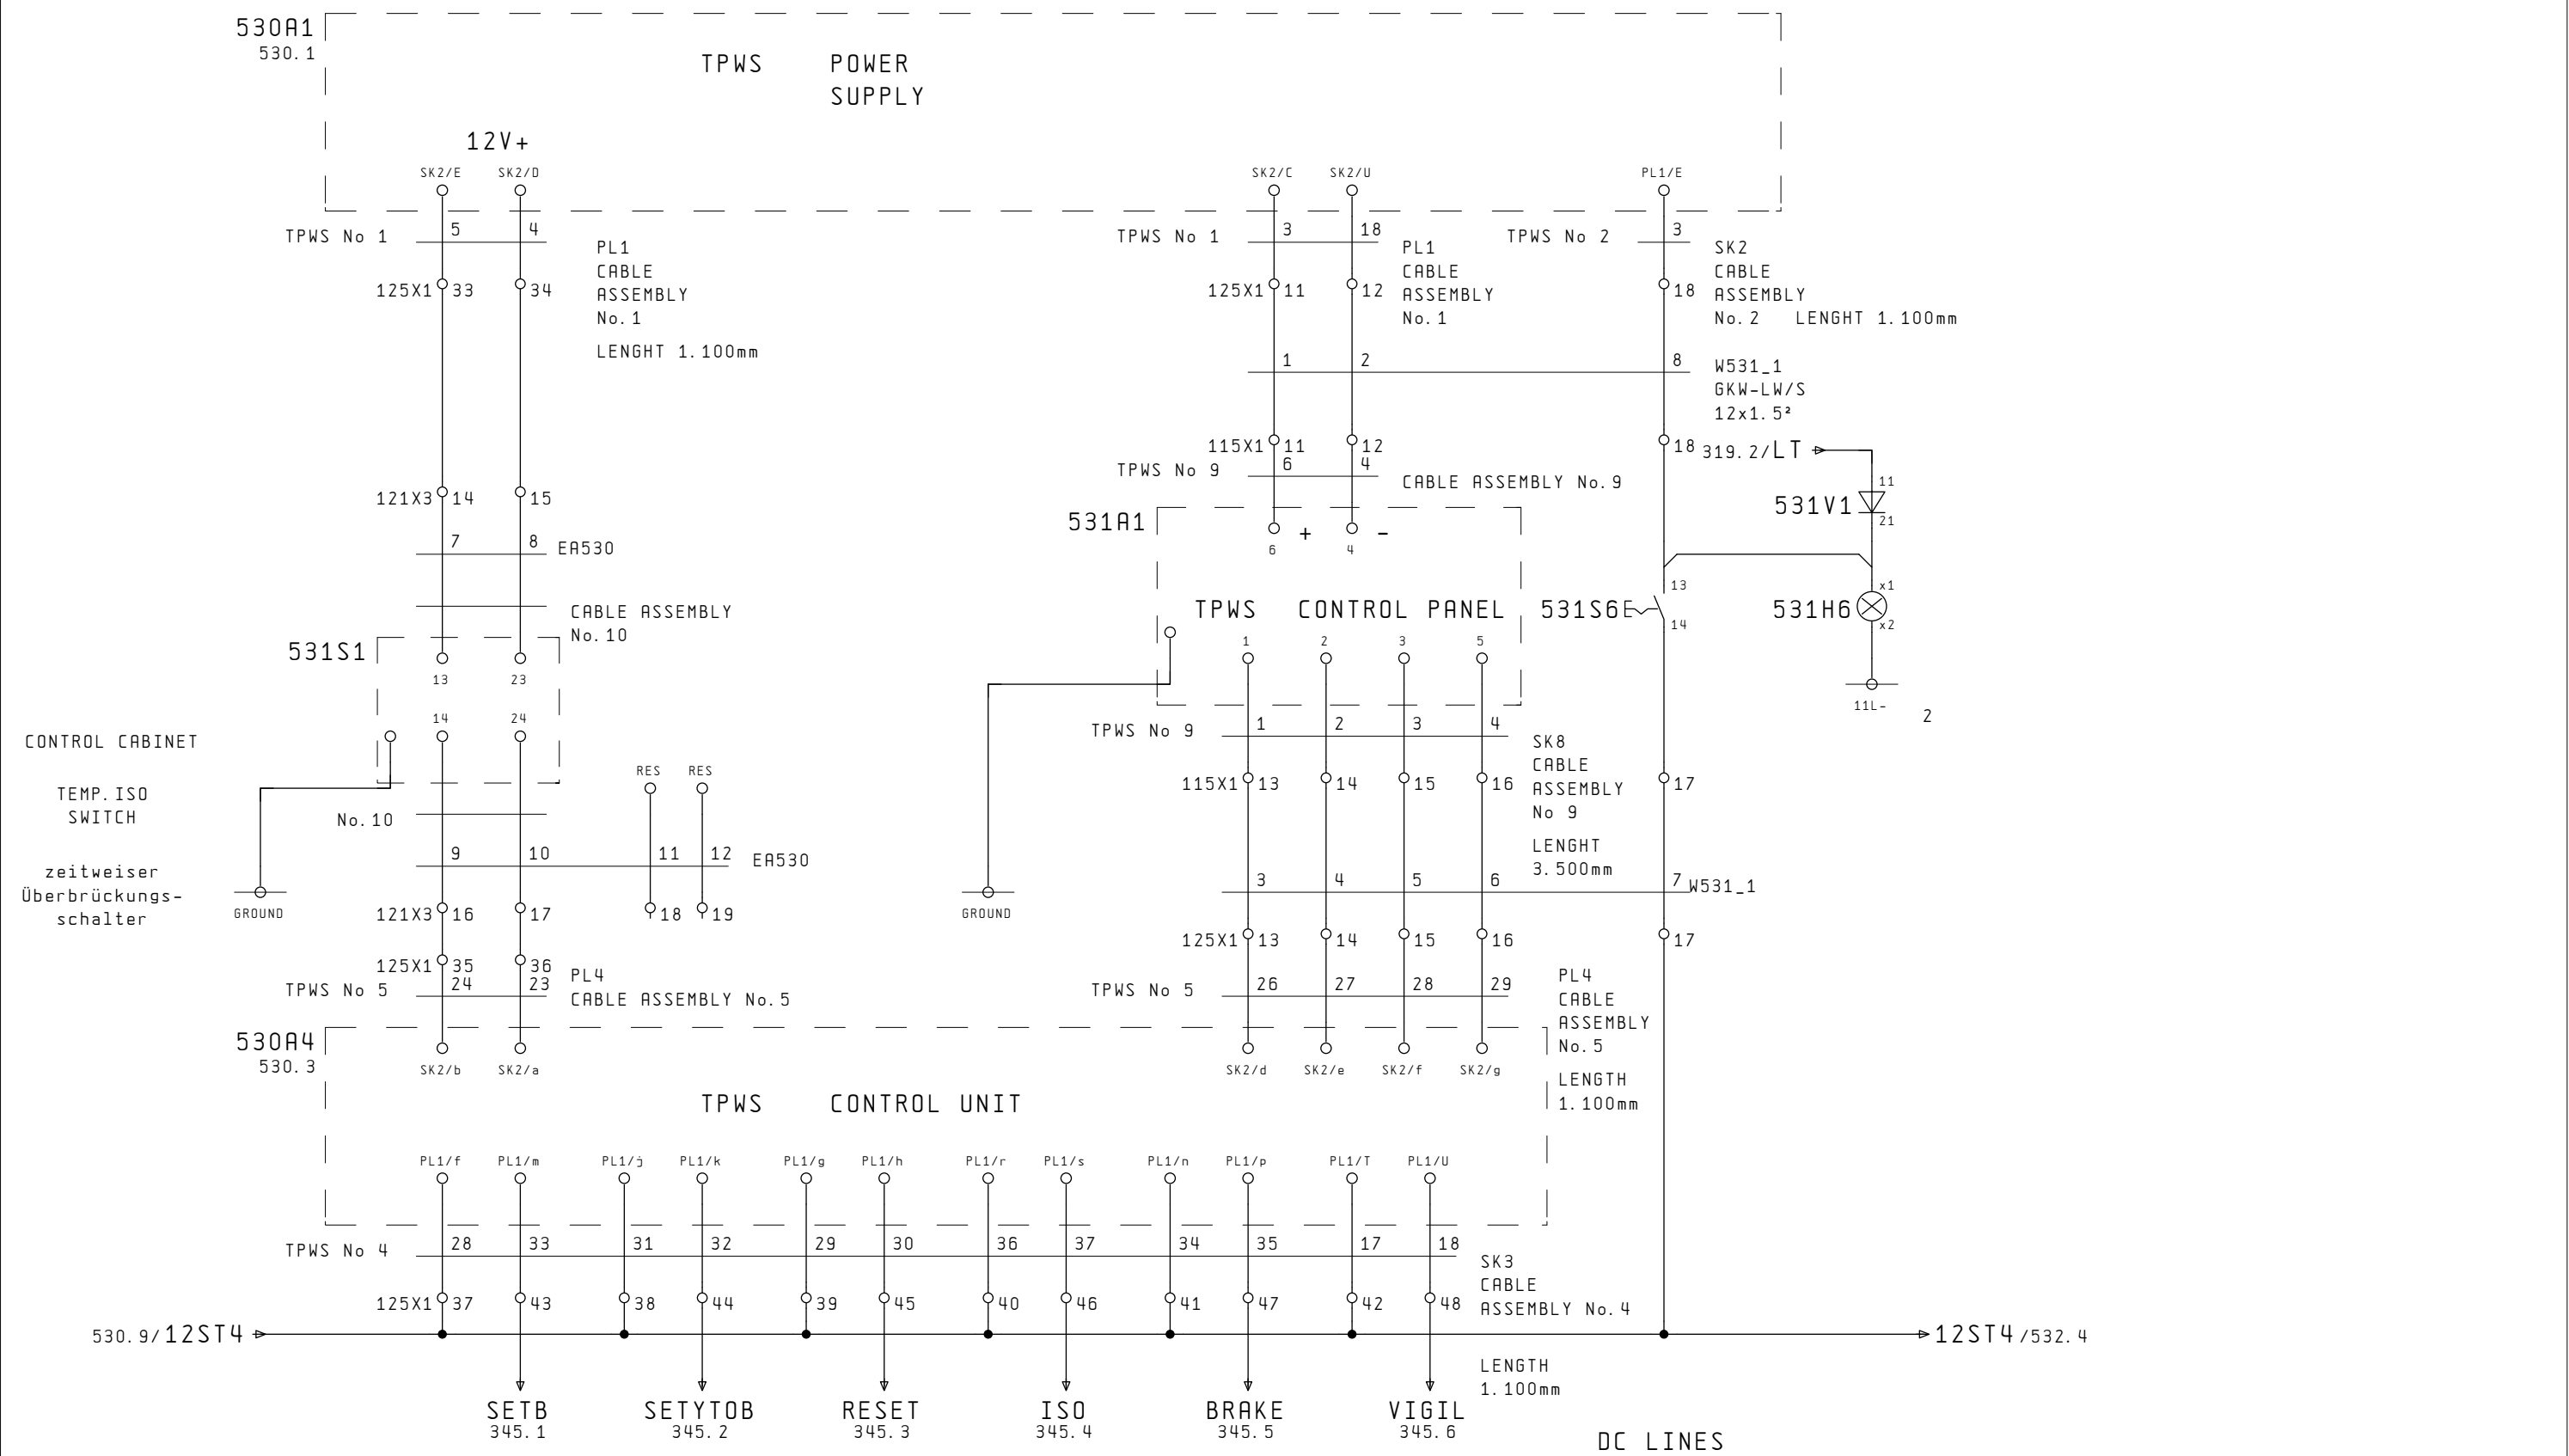 530A1
530.1
TPWS POWER
SUPPLY
12V+
SK2/E SK2/D SK2/C SK2/U PL1/E
TPWS No 1 5 4
PL1
CABLE
ASSEMBLY
No.1
LENGHT 1.100mm
125X1 33 34
TPWS No 1 3 18
PL1
CABLE
ASSEMBLY
No.1
125X1 11 12
TPWS No 2 3
SK2
CABLE
ASSEMBLY
No.2 LENGHT 1.100mm
18
1 2 8
W531_1
GKW-LW/S
12x1.5²
115X1 11 12
18
319.2/LT
TPWS No 9 6 4
CABLE ASSEMBLY No.9
121X3 14 15
7 8 EA530
CABLE ASSEMBLY
No.10
531S1
13 23
14 24
CONTROL CABINET
TEMP.ISO
SWITCH
zeitweiser
Überbrückungs-
schalter
GROUND
No.10
RES RES
9 10 11 12 EA530
121X3 16 17 18 19
125X1 35 36
TPWS No 5 24 23
PL4
CABLE ASSEMBLY No.5
531A1
6 + 4 -
TPWS CONTROL PANEL
1 2 3 5
531S6
13
14
531V1
11
21
531H6
x1
x2
11L-
2
TPWS No 9 1 2 3 4
SK8
CABLE
ASSEMBLY
No 9
LENGHT
3.500mm
115X1 13 14 15 16 17
GROUND
3 4 5 6 7 W531_1
125X1 13 14 15 16 17
TPWS No 5 26 27 28 29
PL4
CABLE
ASSEMBLY
No.5
LENGTH
1.100mm
530A4
530.3
SK2/b SK2/a SK2/d SK2/e SK2/f SK2/g
TPWS CONTROL UNIT
PL1/f PL1/m PL1/j PL1/k PL1/g PL1/h PL1/r PL1/s PL1/n PL1/p PL1/T PL1/U
TPWS No 4 28 33 31 32 29 30 36 37 34 35 17 18
SK3
CABLE
ASSEMBLY No.4
125X1 37 43 38 44 39 45 40 46 41 47 42 48
530.9/12ST4
12ST4/532.4
LENGTH
1.100mm
SETB SETYTOB RESET ISO BRAKE VIGIL
345.1 345.2 345.3 345.4 345.5 345.6
DC LINES